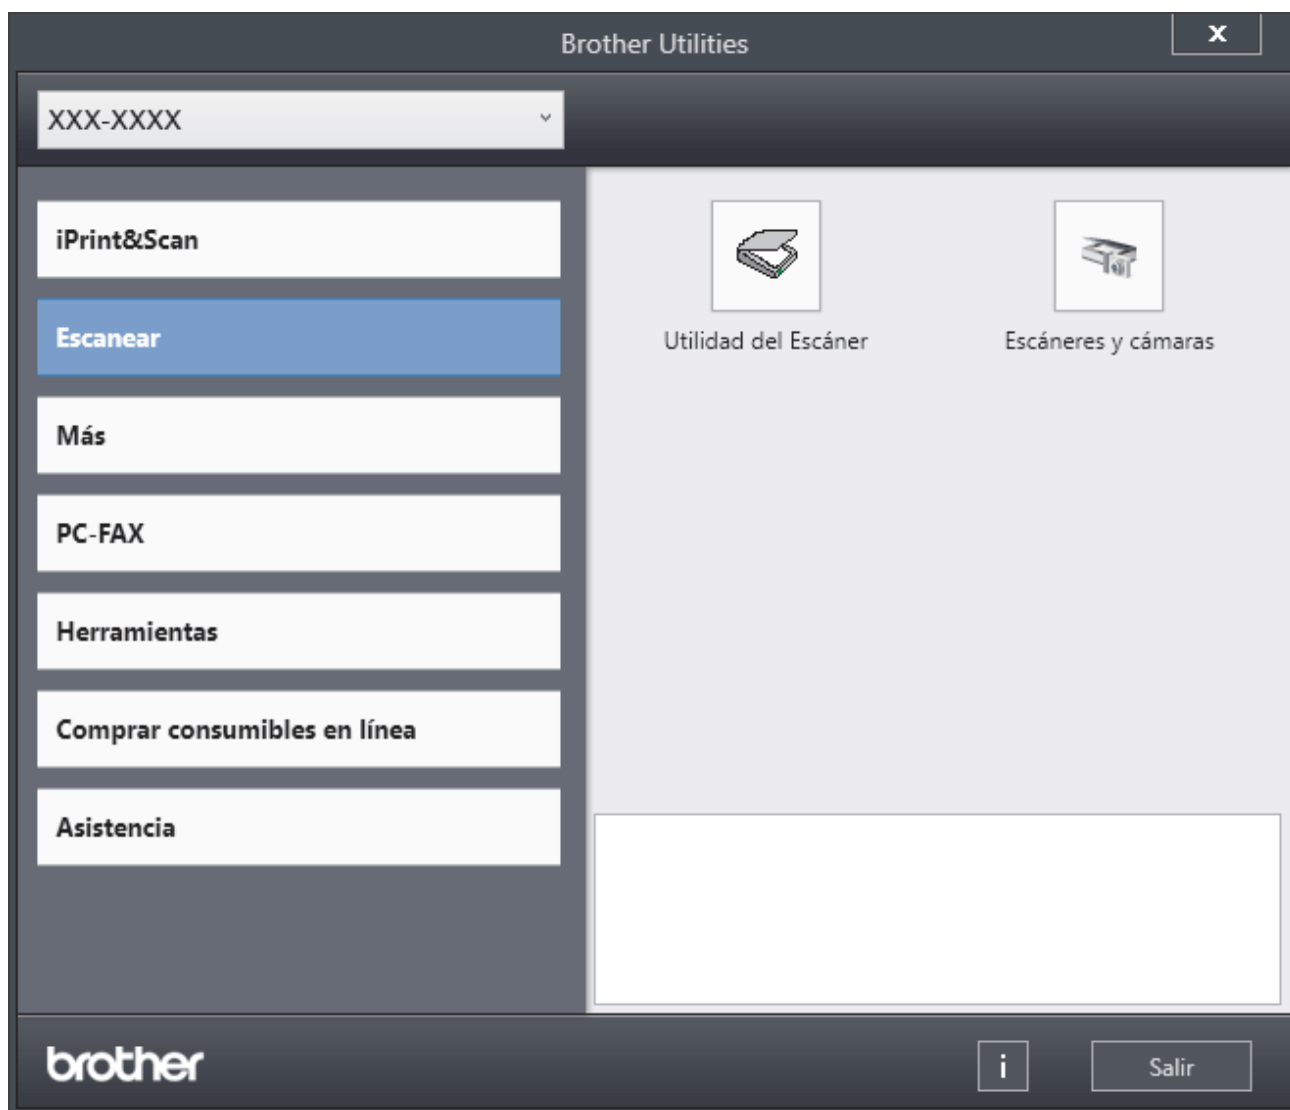 Brother Utilities
X
XXX-XXXX
iPrint&Scan
Escanear
Más
PC-FAX
Herramientas
Comprar consumibles en línea
Asistencia
Utilidad del Escáner
Escáneres y cámaras
brother
i
Salir